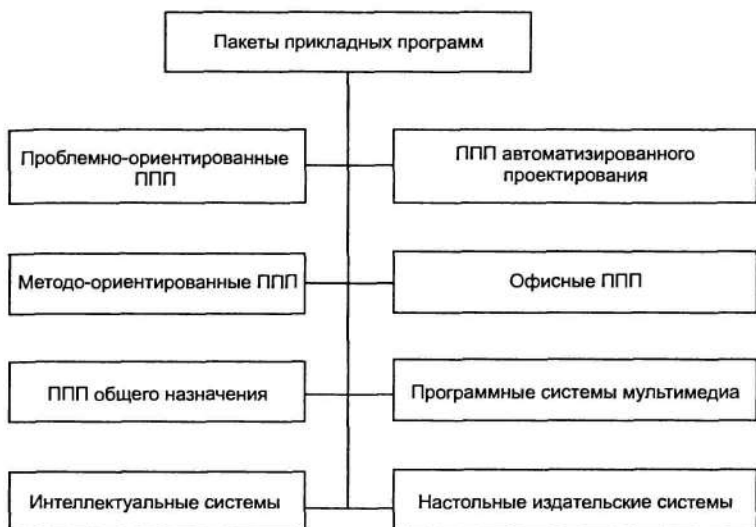 Пакеты прикладных программ
Проблемно-ориентированные
ППП
ППП автоматизированного
проектирования
Методо-ориентированные ППП
Офисные ППП
ППП общего назначения
Программные системы мультимедиа
Интеллектуальные системы
Настольные издательские системы